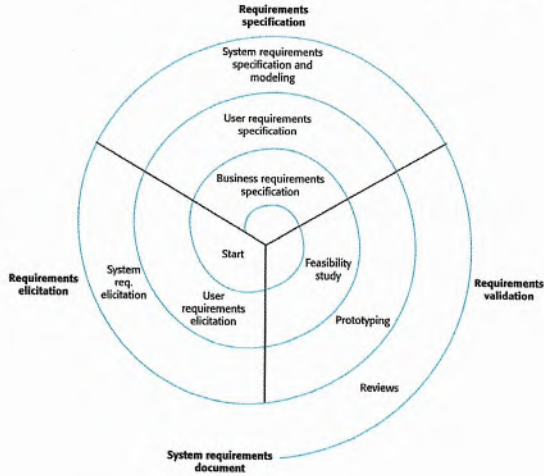 Requirements
specification
System requirements
specification and
modeling
User requirements
specification
Business requirements
specification
Start
Feasibility
study
Requirements
elicitation
System
req.
elicitation
User
requirements
elicitation
Requirements
validation
Prototyping
Reviews
System requirements
document